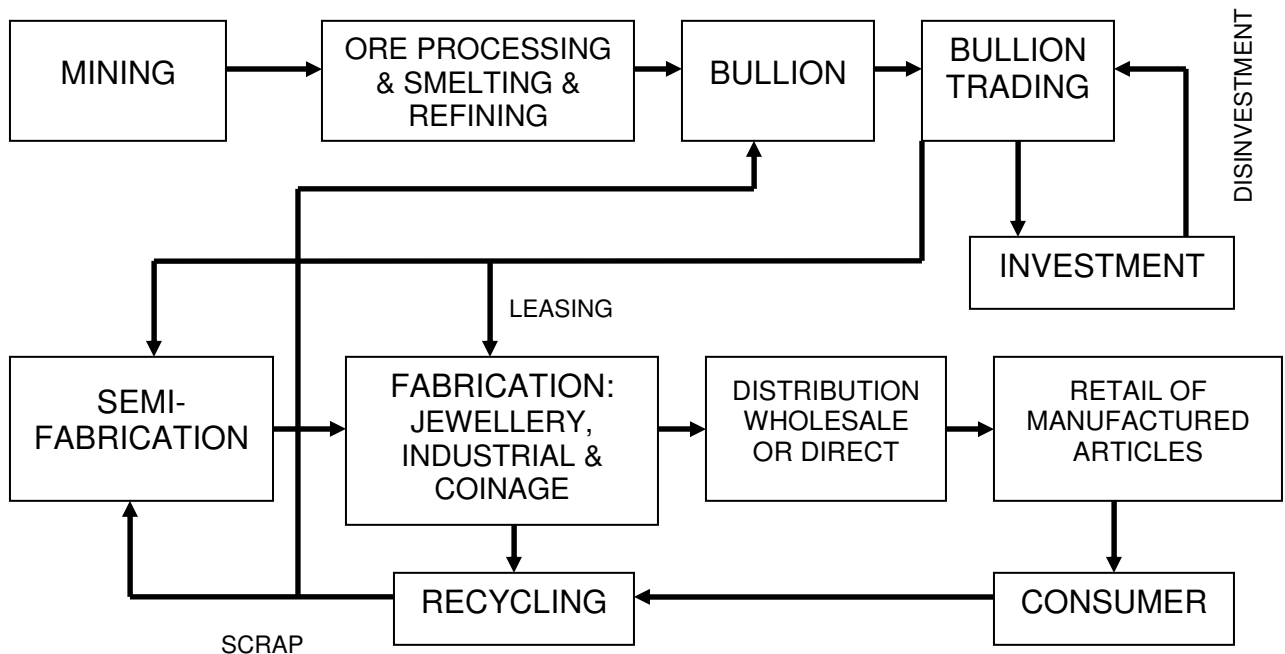 MINING
ORE PROCESSING
& SMELTING &
REFINING
BULLION
BULLION
TRADING
DISINVESTMENT
INVESTMENT
LEASING
SEMI-
FABRICATION
FABRICATION:
JEWELLERY,
INDUSTRIAL &
COINAGE
DISTRIBUTION
WHOLESALE
OR DIRECT
RETAIL OF
MANUFACTURED
ARTICLES
RECYCLING
CONSUMER
SCRAP